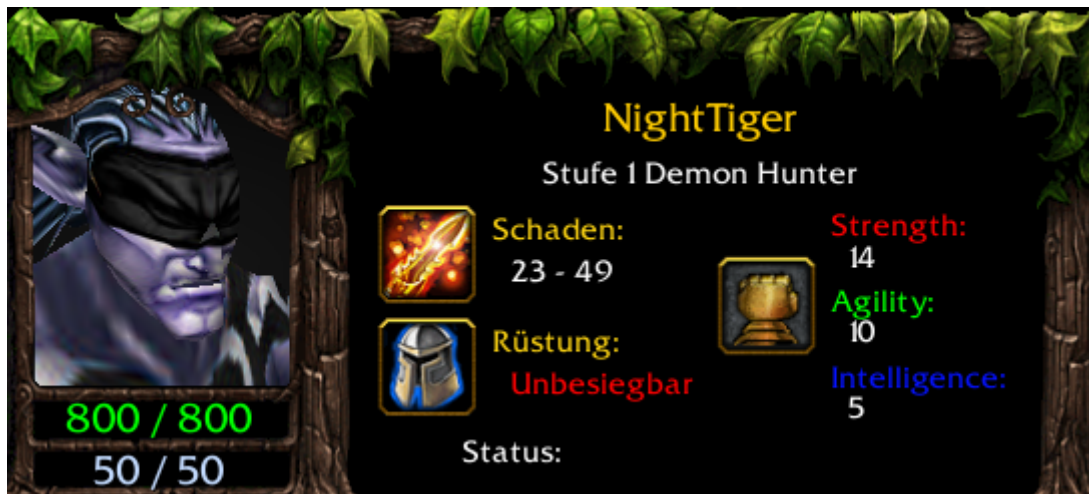 NightTiger
Stufe 1 Demon Hunter
Schaden:
23 - 49
Rüstung:
Unbesiegbar
Strength:
14
Agility:
10
Intelligence:
5
Status:
800 / 800
50 / 50